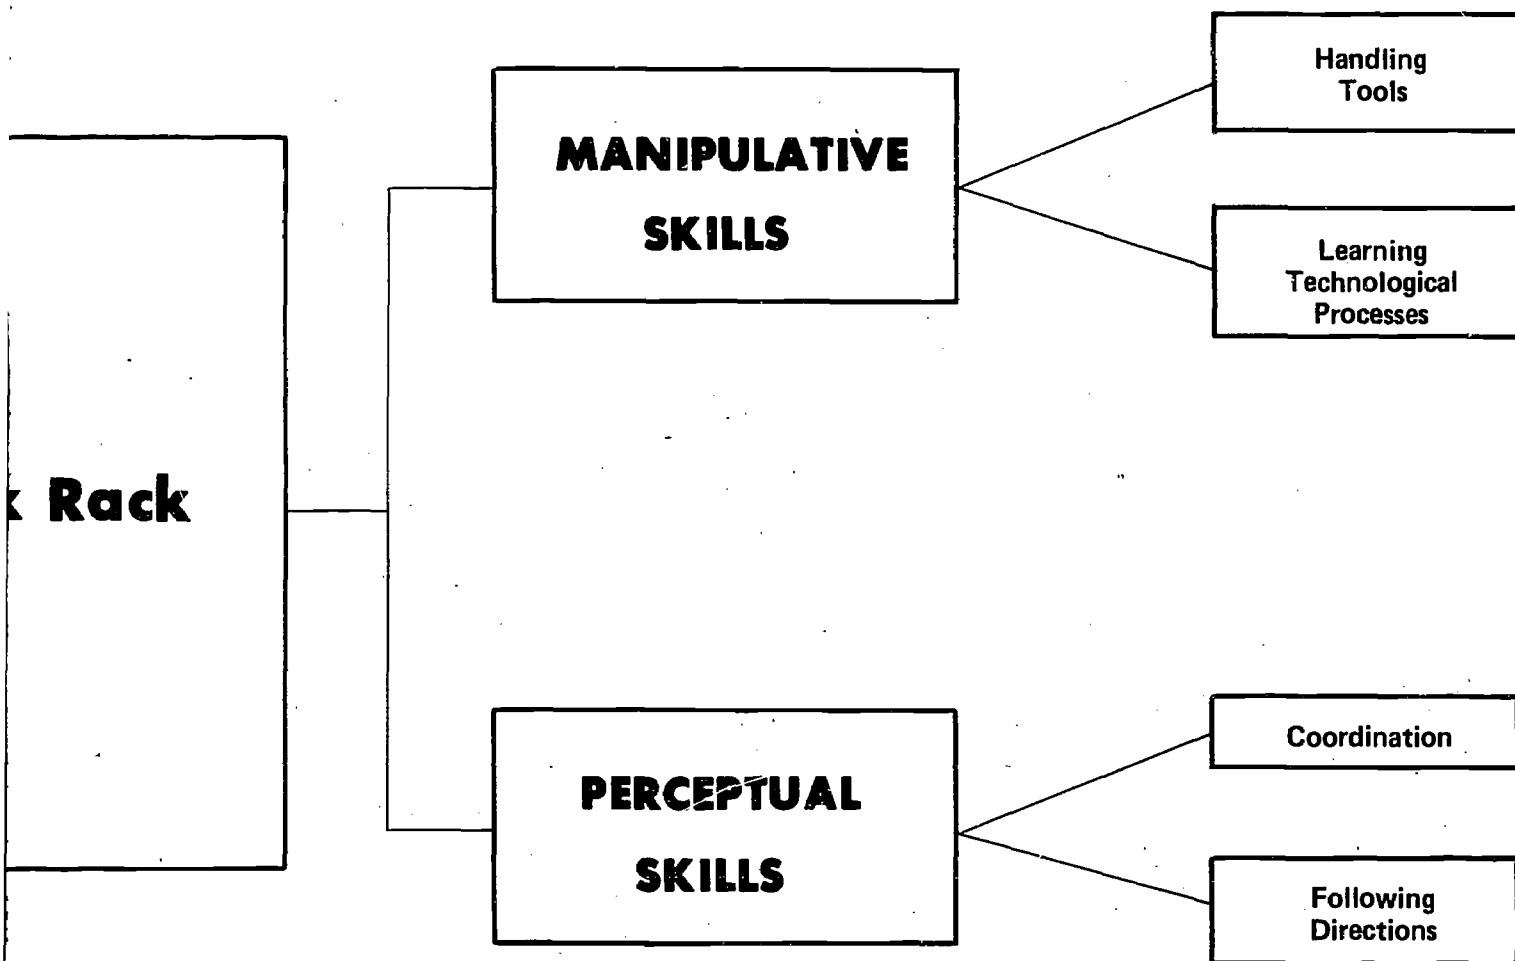 Rack
MANIPULATIVE
SKILLS
Handling
Tools
Learning
Technological
Processes
PERCEPTUAL
SKILLS
Coordination
Following
Directions